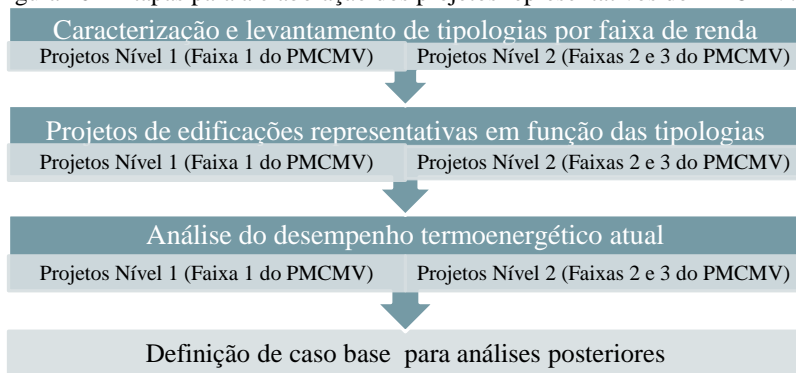 Caracterização e levantamento de tipologias por faixa de renda
Projetos Nível 1 (Faixa 1 do PMCMV) Projetos Nível 2 (Faixas 2 e 3 do PMCMV)
Projetos de edificações representativas em função das tipologias
Projetos Nível 1 (Faixa 1 do PMCMV) Projetos Nível 2 (Faixas 2 e 3 do PMCMV)
Análise do desempenho termoenergético atual
Projetos Nível 1 (Faixa 1 do PMCMV) Projetos Nível 2 (Faixas 2 e 3 do PMCMV)
Definição de caso base para análises posteriores